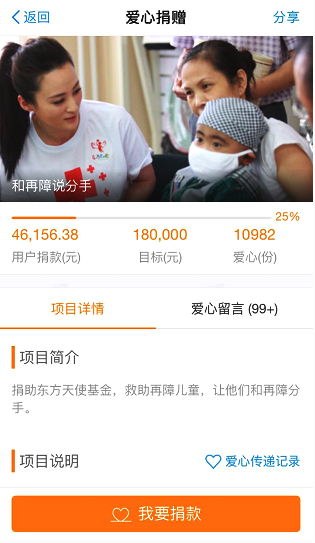 返回
爱心捐赠
分享
和再障说分手
25%
46,156.38
180,000
10982
用户捐款(元)
目标(元)
爱心(份)
项目详情
爱心留言 (99+)
项目简介
捐助东方天使基金，救助再障儿童，让他们和再障分
手。
项目说明
爱心传递记录
我要捐款